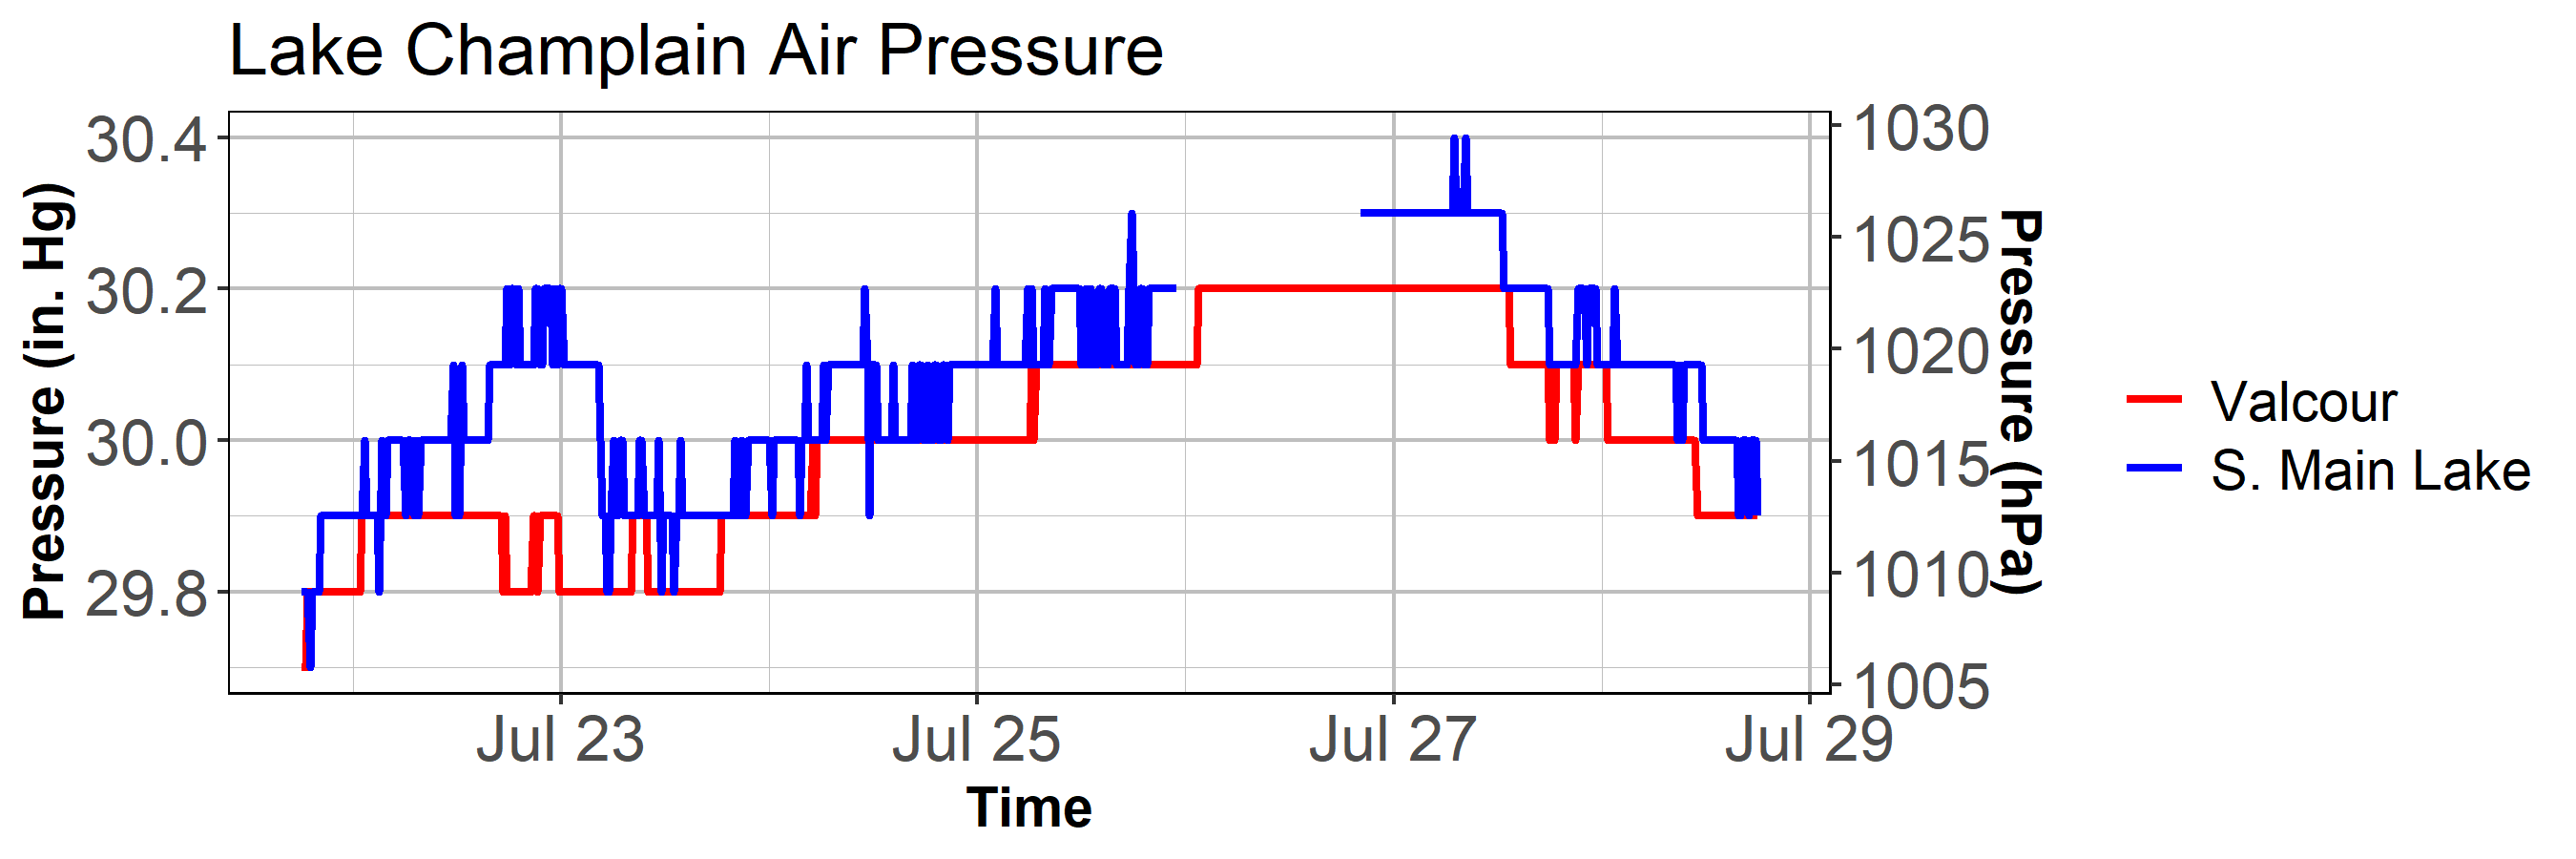 Lake Champlain Air Pressure
Pressure (in. Hg)
30.4
30.2
30.0
29.8
1030
1025
1020
1015
1010
1005
Pressure (hPa)
Jul 23
Jul 25
Jul 27
Jul 29
Time
Valcour
S. Main Lake